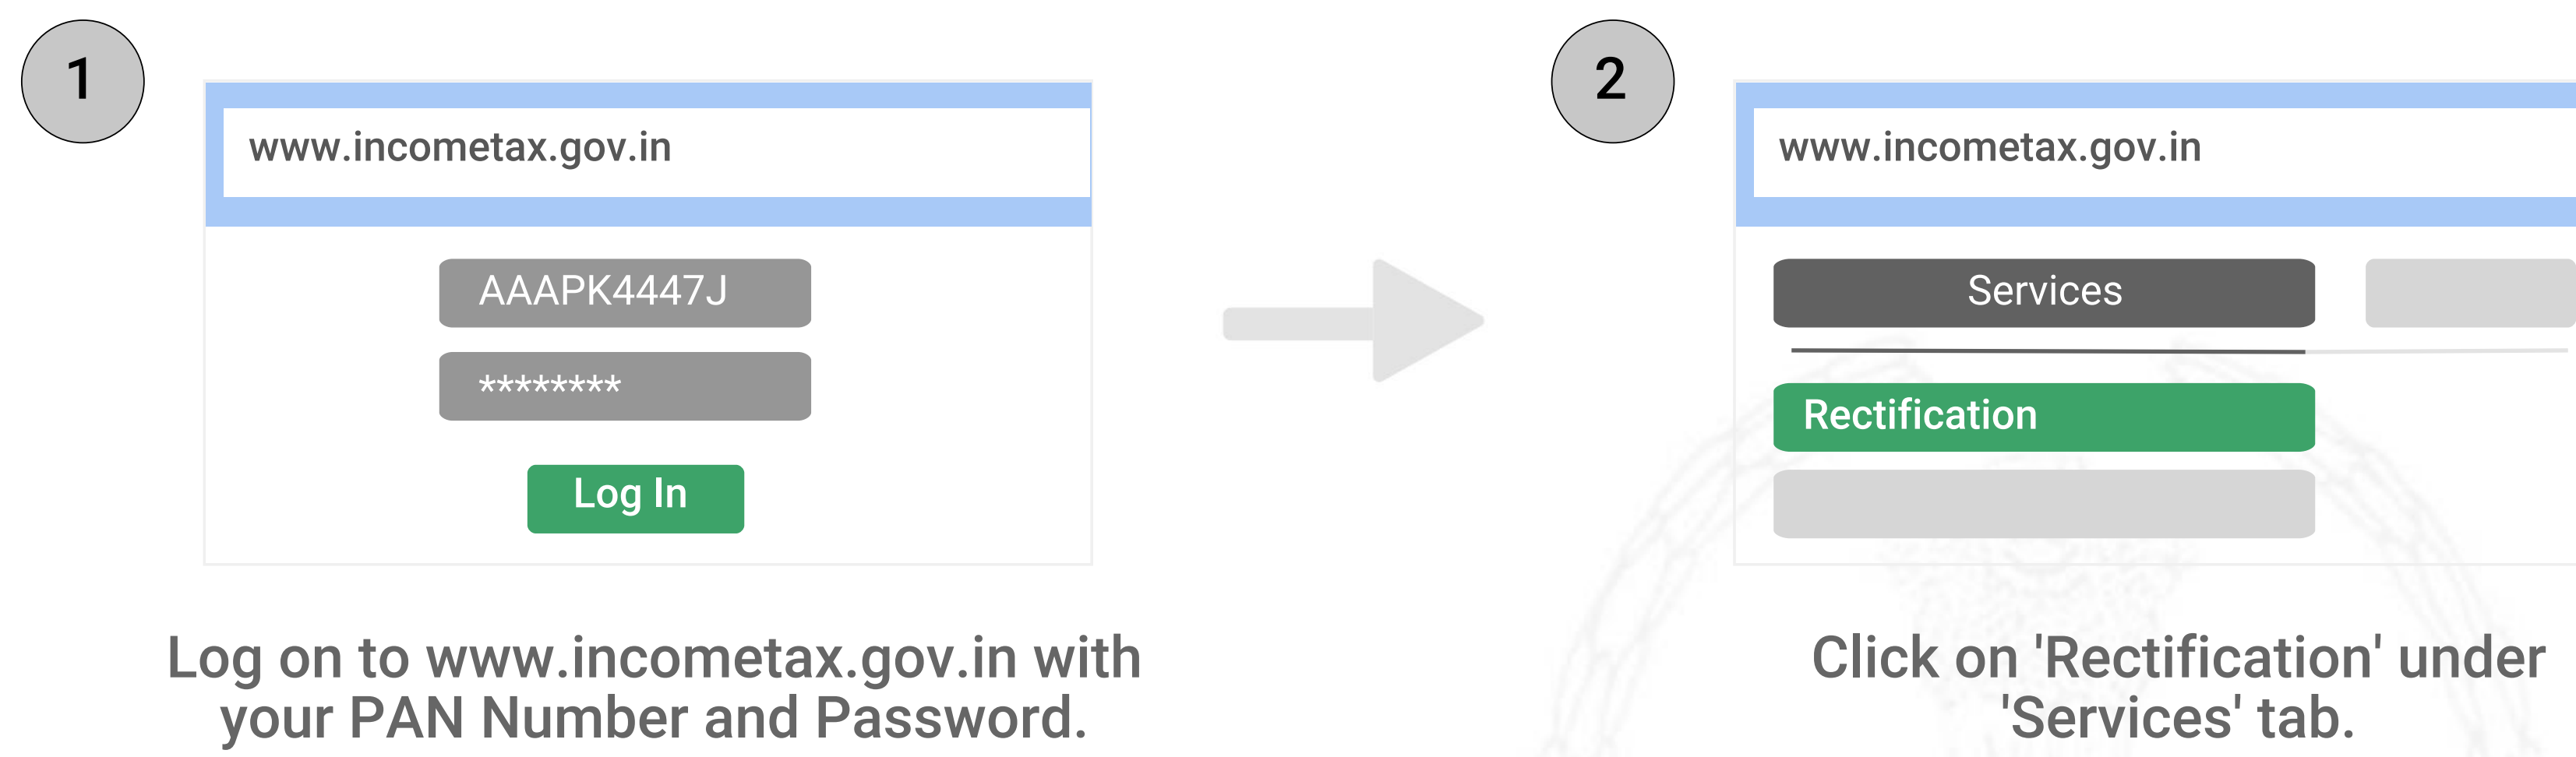 1
www.incometax.gov.in
AAAPK4447J
********
Log In
Log on to www.incometax.gov.in with
your PAN Number and Password.
2
www.incometax.gov.in
Services
Rectification
Click on 'Rectification' under
'Services' tab.